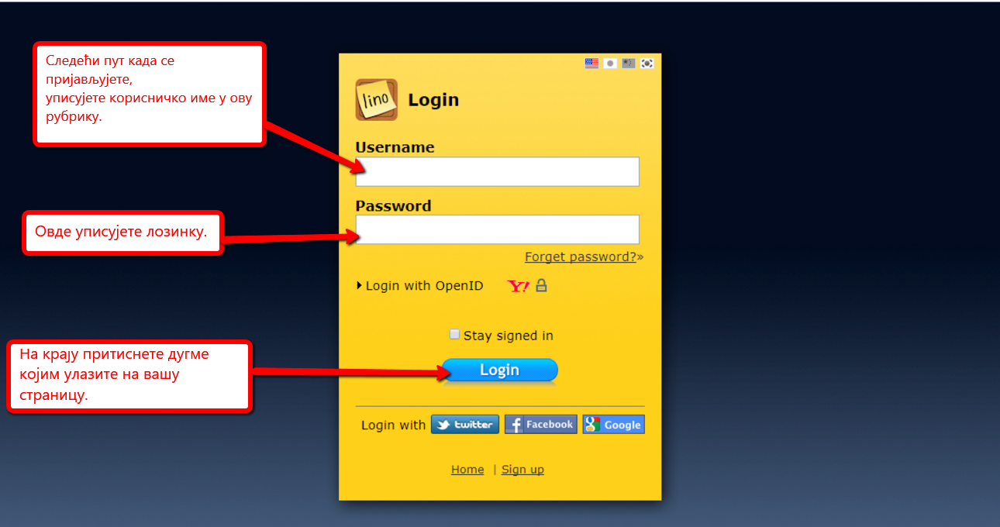 Следећи пут када се
пријављујете,
уписујете корисничко име у ову
рубрику.
lino
Login
Username
Овде уписујете лозинку.
Password
Forget password?»
Login with OpenID Y!
Stay signed in
На крају притиснете дугме
којим улазите на вашу
страницу.
Login
Login with twitter f Facebook g Google
Home | Sign up